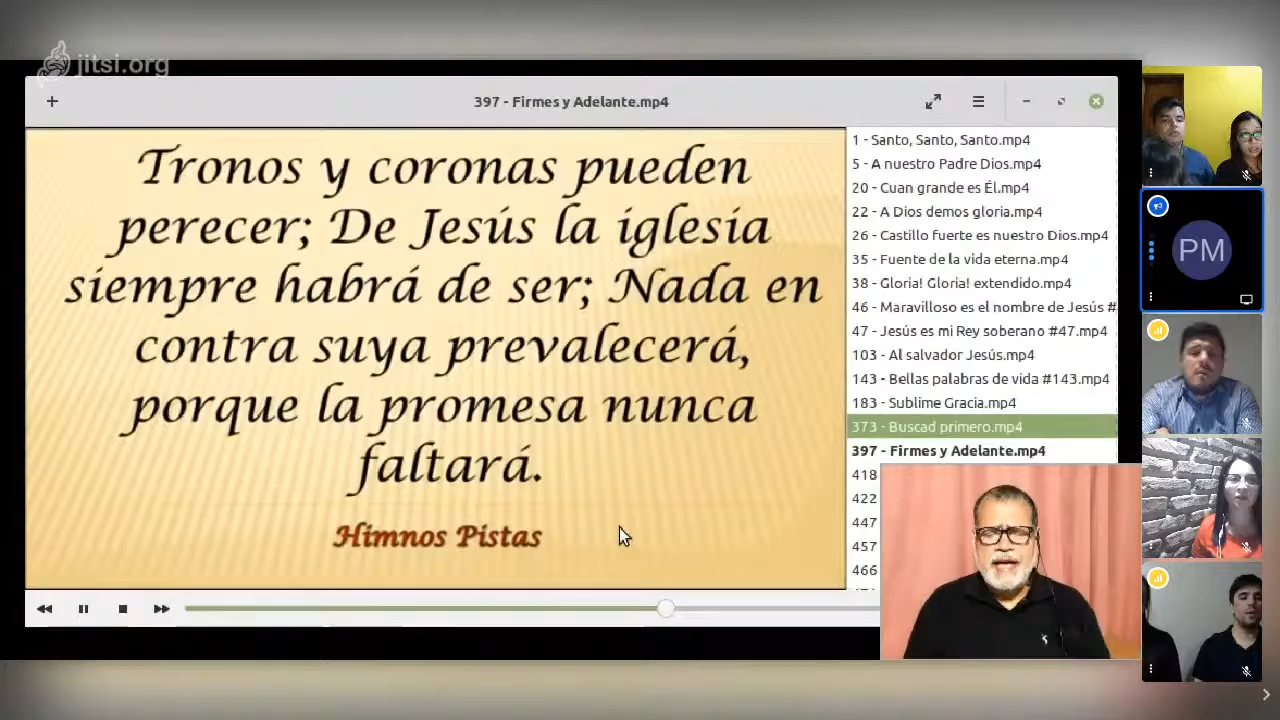 jitsi.org
397 - Firmes y Adelante.mp4
Tronos y coronas pueden
perecer; De Jesús la iglesia
siempre habrá de ser; Nada en
contra suya prevalecerá,
porque la promesa nunca
faltará.
Himnos Pistas
1 - Santo, Santo, Santo.mp4
5 - A nuestro Padre Dios.mp4
20 - Cuan grande es Él.mp4
22 - A Dios demos gloria.mp4
26 - Castillo fuerte es nuestro Dios.mp4
35 - Fuente de la vida eterna.mp4
38 - Gloria! Gloria! extendido.mp4
46 - Maravilloso es el nombre de Jesús #
47 - Jesús es mi Rey soberano #47.mp4
103 - Al salvador Jesús.mp4
143 - Bellas palabras de vida #143.mp4
183 - Sublime Gracia.mp4
373 - Buscad primero.mp4
397 - Firmes y Adelante.mp4
418
422
447
457
466
PM